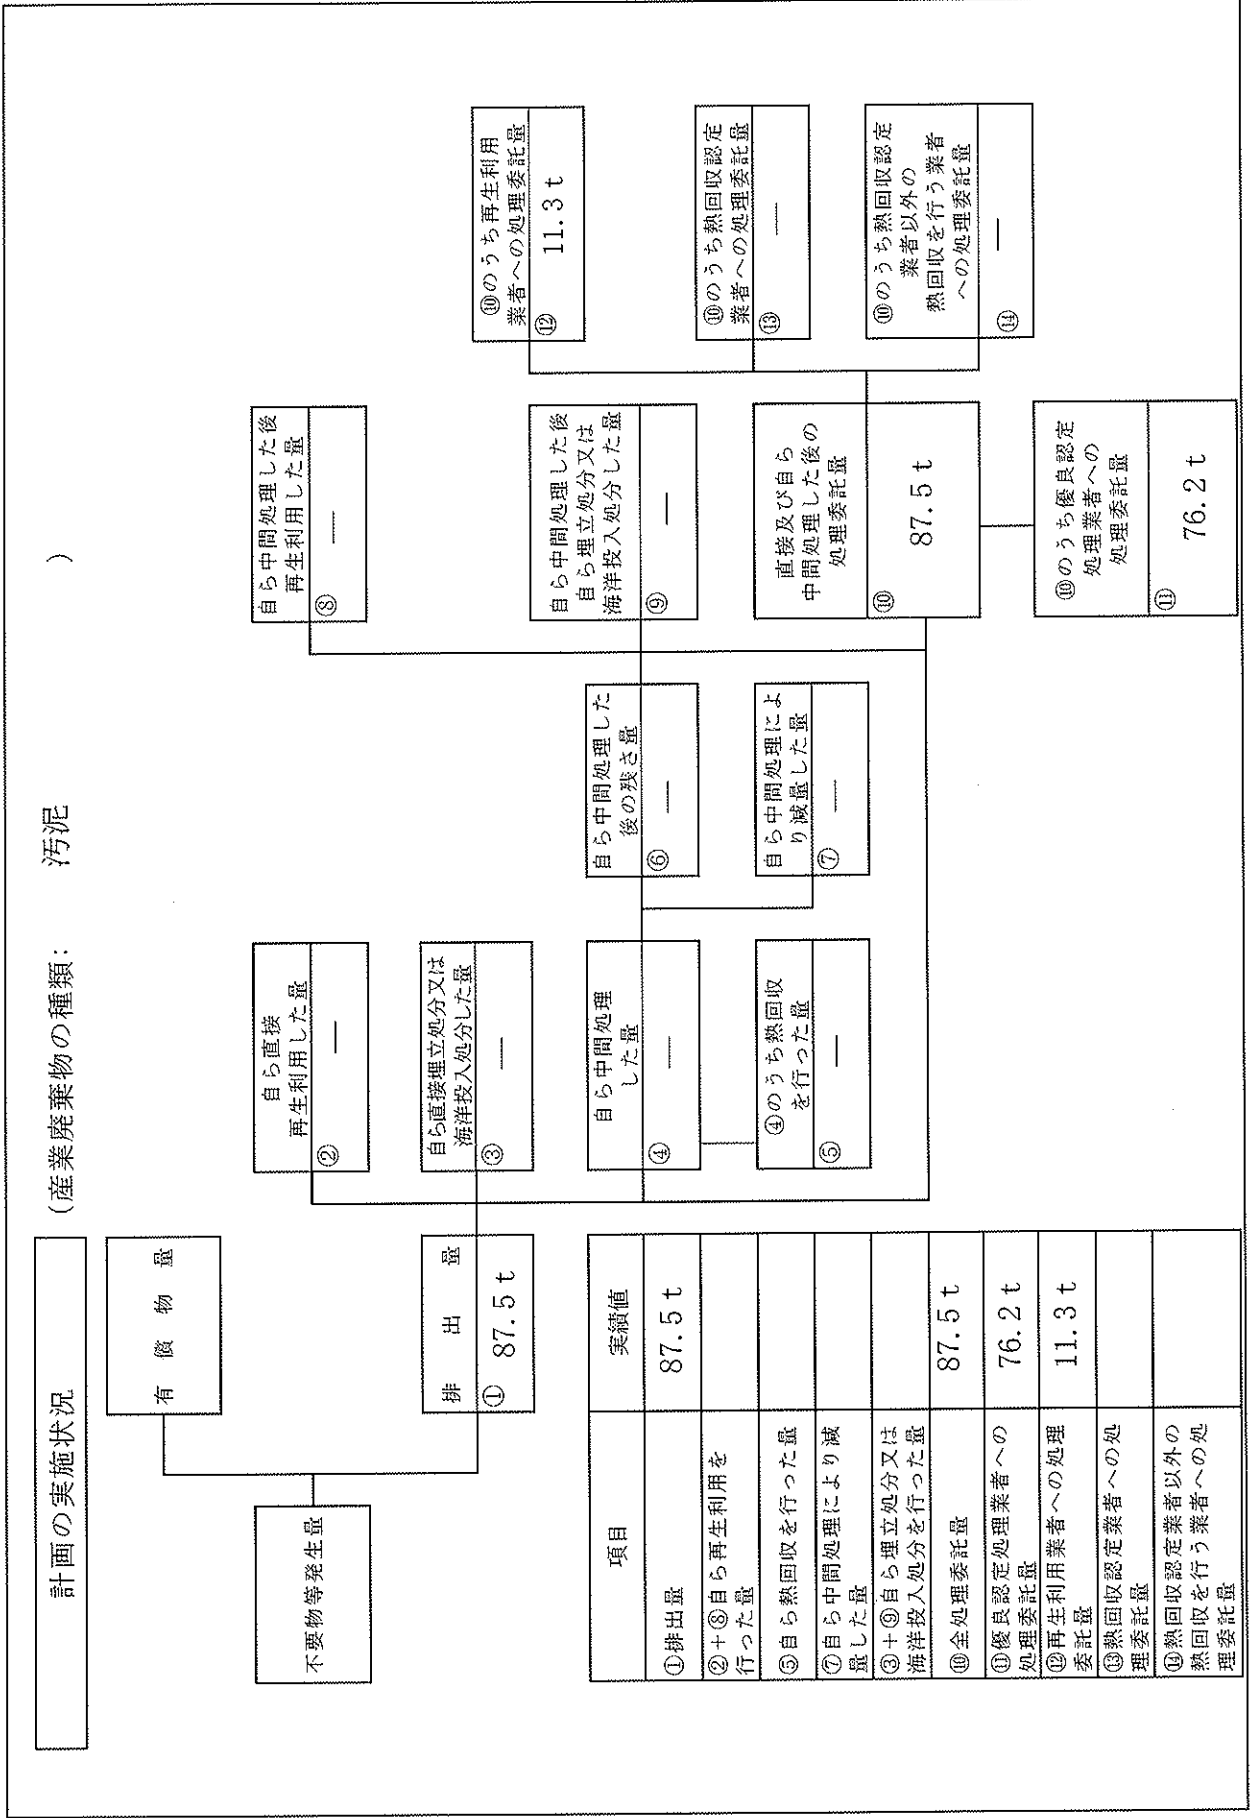 計画の実施状況
(産業廃棄物の種類: 汚泥 )
不要物等発生量
有償物量
排出量
① 87.5t
自ら直接
再生利用した量
② —
自ら直接埋立処分又は
海洋投入処分した量
③ —
自ら中間処理
した量
④ —
④のうち熱回収
を行った量
⑤ —
自ら中間処理した
後の残さ量
⑥ —
自ら中間処理によ
り減量した量
⑦ —
自ら中間処理した後
再生利用した量
⑧ —
自ら中間処理した後
自ら埋立処分又は
海洋投入処分した量
⑨ —
直接及び自ら
中間処理した後の
処理委託量
⑩ 87.5t
⑩のうち優良認定
処理業者への
処理委託量
⑪ 76.2t
⑩のうち再生利用
業者への処理委託量
⑫ 11.3t
⑩のうち熱回収認定
業者への処理委託量
⑬ —
⑩のうち熱回収認定
業者以外の
熱回収を行う業者
への処理委託量
⑭ —
項目 実績値
①排出量 87.5t
②+⑧自ら再生利用を
行った量
⑤自ら熱回収を行った量
⑦自ら中間処理により減
量した量
③+⑨自ら埋立処分又は
海洋投入処分を行った量
⑩全処理委託量 87.5t
⑪優良認定処理業者への
処理委託量 76.2t
⑫再生利用業者への処理
委託量 11.3t
⑬熱回収認定業者への処
理委託量
⑭熱回収認定業者以外の
熱回収を行う業者への処
理委託量